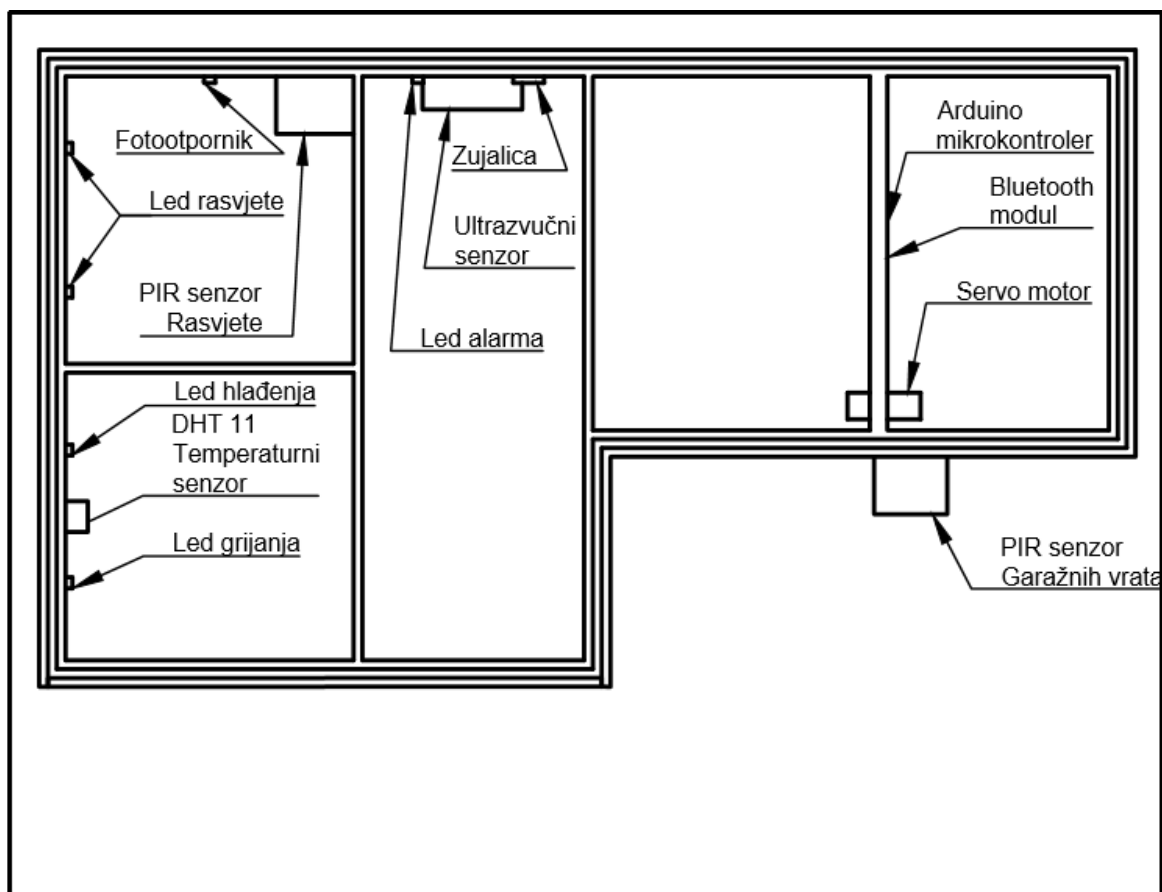 Fotootpornik
Led rasvjete
PIR senzor
Rasvjete
Zujalica
Ultrazvučni
senzor
Led alarma
Arduino
mikrokontroler
Bluetooth
modul
Servo motor
Led hlađenja
DHT 11
Temperaturni
senzor
Led grijanja
PIR senzor
Garažnih vrata